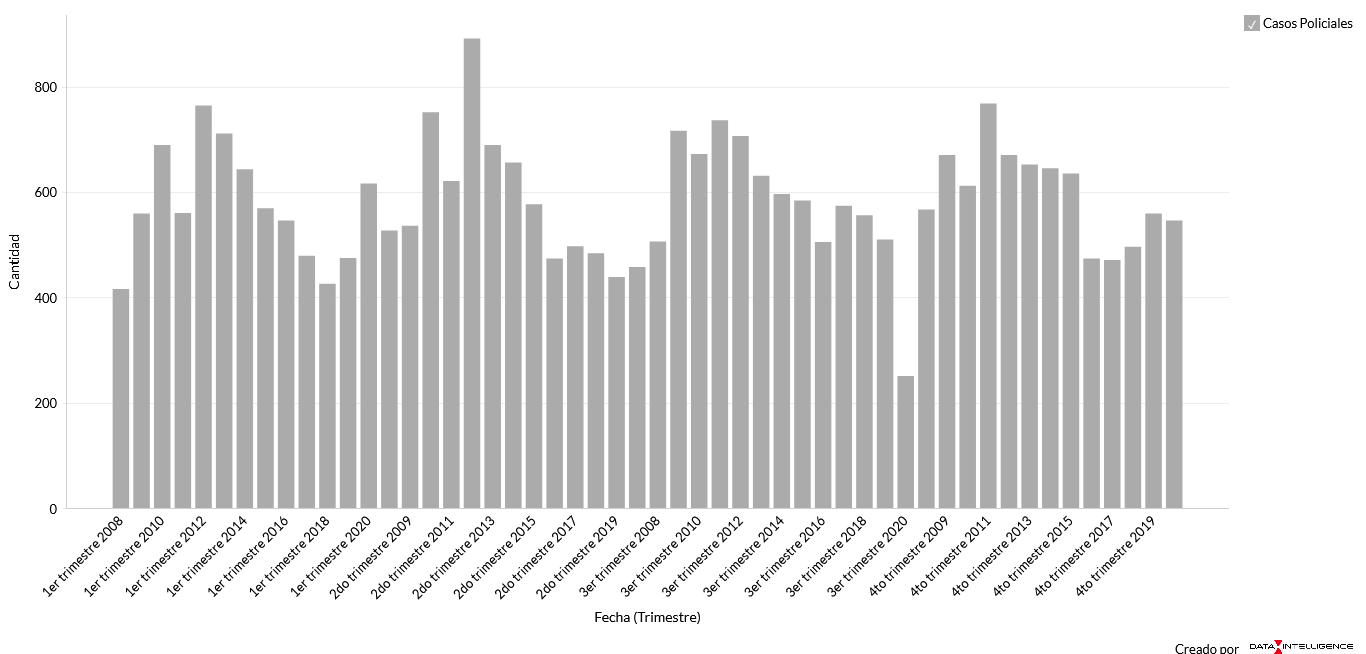 Casos Policiales
800
600
400
200
0
Cantidad
1er trimestre 2008
1er trimestre 2010
1er trimestre 2012
1er trimestre 2014
1er trimestre 2016
1er trimestre 2018
1er trimestre 2020
2do trimestre 2009
2do trimestre 2011
2do trimestre 2013
2do trimestre 2015
2do trimestre 2017
2do trimestre 2019
3er trimestre 2008
3er trimestre 2010
3er trimestre 2012
3er trimestre 2014
3er trimestre 2016
3er trimestre 2018
3er trimestre 2020
4to trimestre 2009
4to trimestre 2011
4to trimestre 2013
4to trimestre 2015
4to trimestre 2017
4to trimestre 2019
Fecha (Trimestre)
Creado por DATA INTELLIGENCE